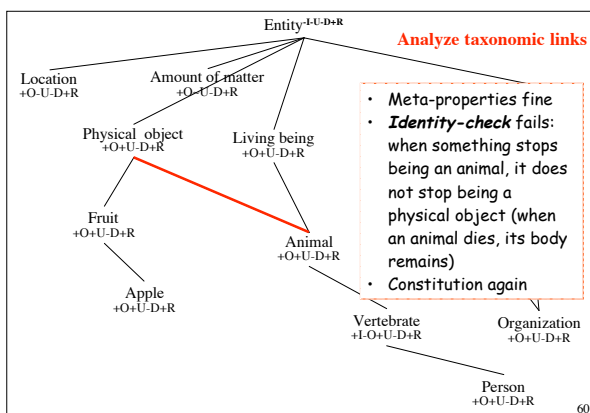 Entity-I-U-D+R
Analyze taxonomic links
Location
+O-U-D+R
Amount of matter
+O-U-D+R
Physical object
+O+U-D+R
Living being
+O+U-D+R
• Meta-properties fine
• Identity-check fails:
when something stops
being an animal, it does
not stop being a
physical object (when
an animal dies, its body
remains)
• Constitution again
Fruit
+O+U-D+R
Animal
+O+U-D+R
Apple
+O+U-D+R
Vertebrate
+I-O+U-D+R
Organization
+O+U-D+R
Person
+O+U-D+R
60